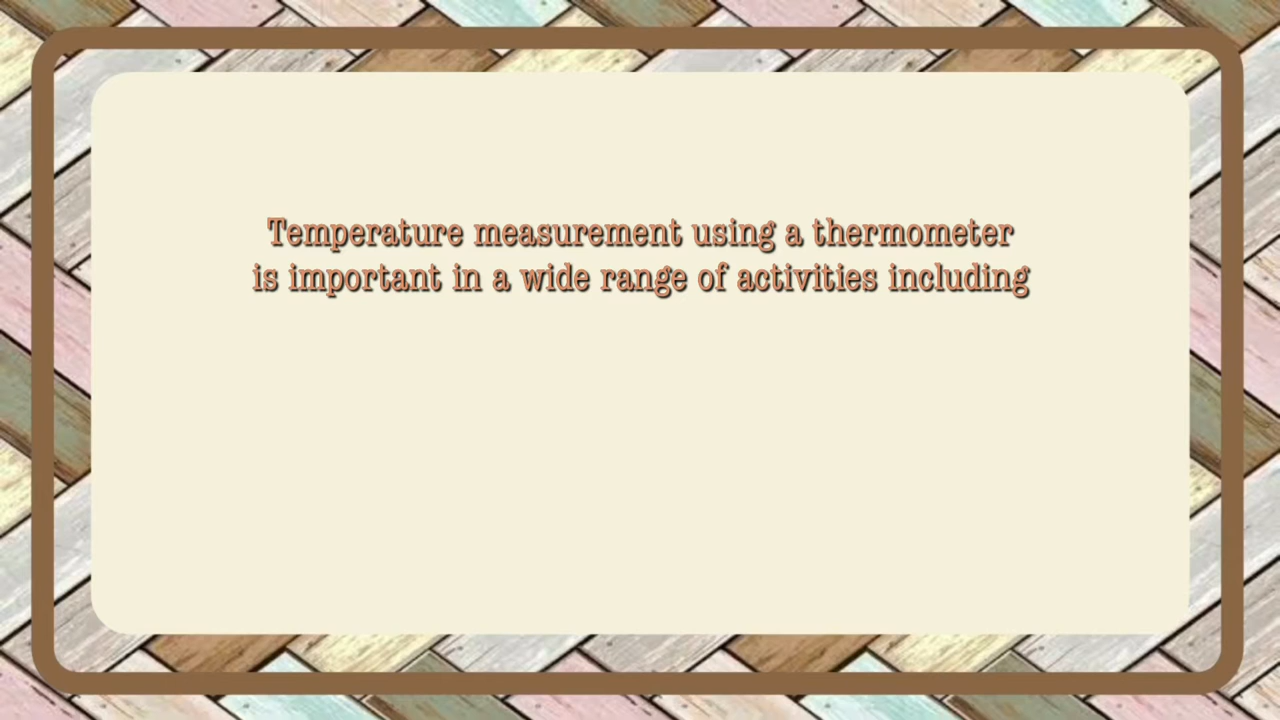 Temperature measurement using a thermometer
is important in a wide range of activities including